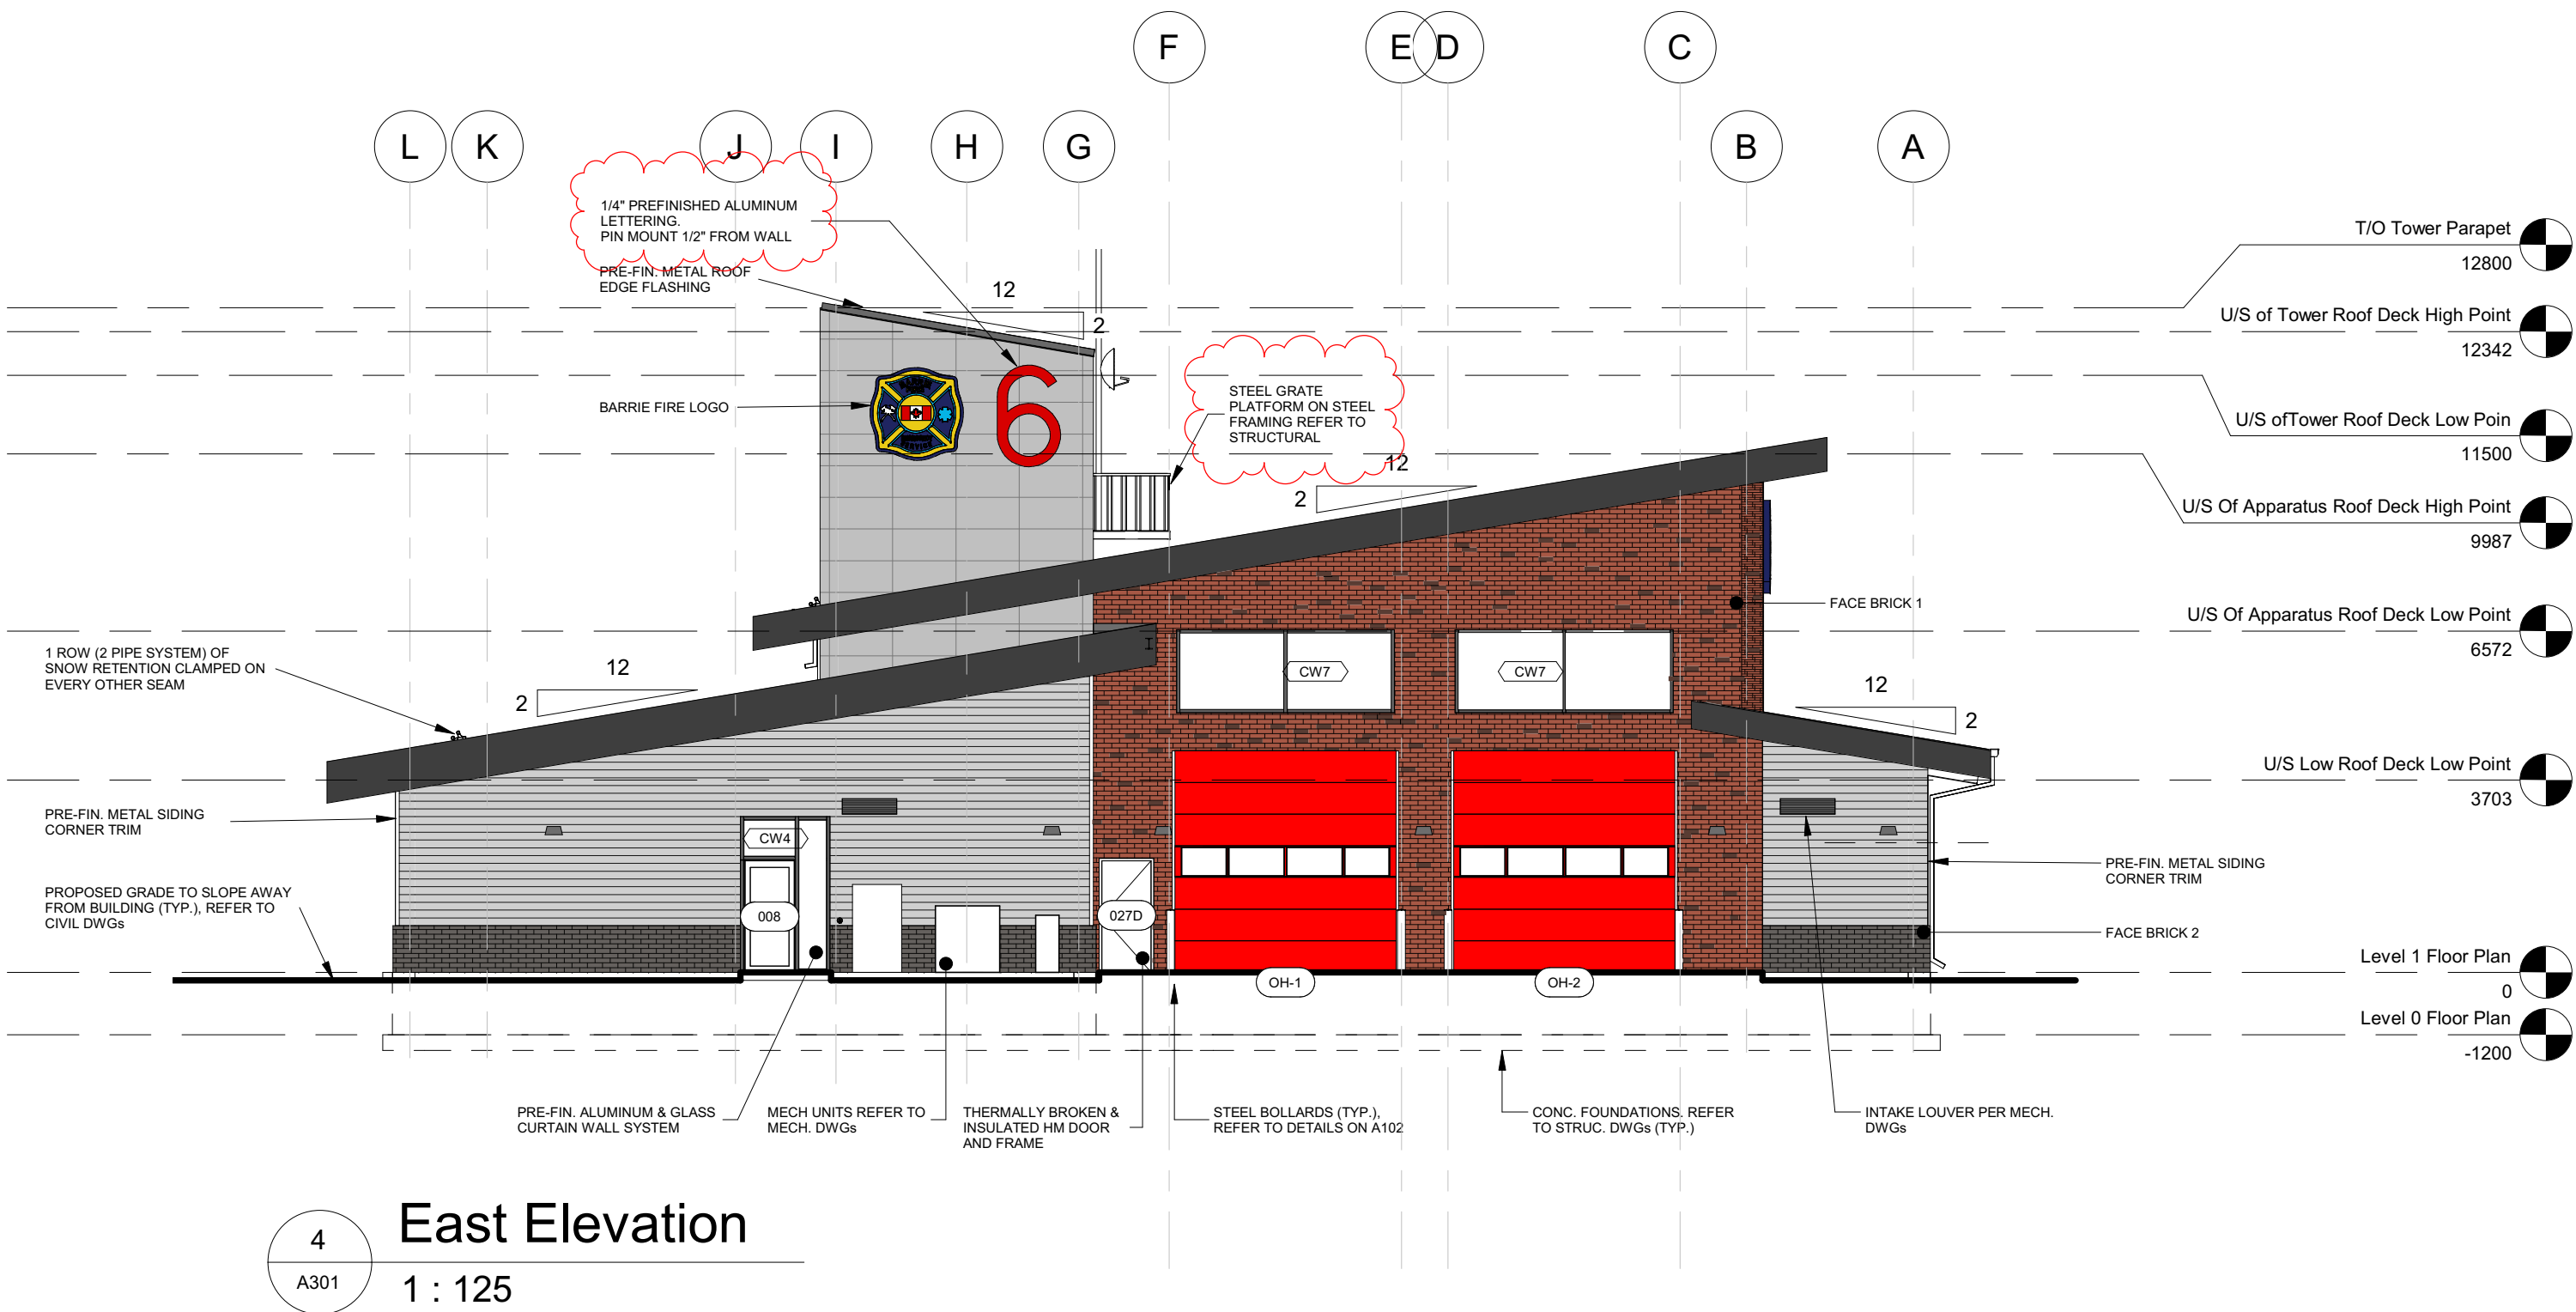 F
E
D
C
L
K
J
I
H
G
B
A
1/4" PREFINISHED ALUMINUM
LETTERING.
PIN MOUNT 1/2" FROM WALL
PRE-FIN. METAL ROOF
EDGE FLASHING
12
2
T/O Tower Parapet
12800
U/S of Tower Roof Deck High Point
12342
BARRIE FIRE LOGO
6
STEEL GRATE
PLATFORM ON STEEL
FRAMING REFER TO
STRUCTURAL
12
2
U/S ofTower Roof Deck Low Poin
11500
U/S Of Apparatus Roof Deck High Point
9987
FACE BRICK 1
U/S Of Apparatus Roof Deck Low Point
6572
1 ROW (2 PIPE SYSTEM) OF
SNOW RETENTION CLAMPED ON
EVERY OTHER SEAM
12
2
CW7
CW7
12
2
U/S Low Roof Deck Low Point
3703
PRE-FIN. METAL SIDING
CORNER TRIM
CW4
PRE-FIN. METAL SIDING
CORNER TRIM
PROPOSED GRADE TO SLOPE AWAY
FROM BUILDING (TYP.), REFER TO
CIVIL DWGs
008
027D
FACE BRICK 2
Level 1 Floor Plan
0
OH-1
OH-2
Level 0 Floor Plan
-1200
PRE-FIN. ALUMINUM & GLASS
CURTAIN WALL SYSTEM
MECH UNITS REFER TO
MECH. DWGs
THERMALLY BROKEN &
INSULATED HM DOOR
AND FRAME
STEEL BOLLARDS (TYP.),
REFER TO DETAILS ON A102
CONC. FOUNDATIONS. REFER
TO STRUC. DWGs (TYP.)
INTAKE LOUVER PER MECH.
DWGs
4
A301
East Elevation
1 : 125